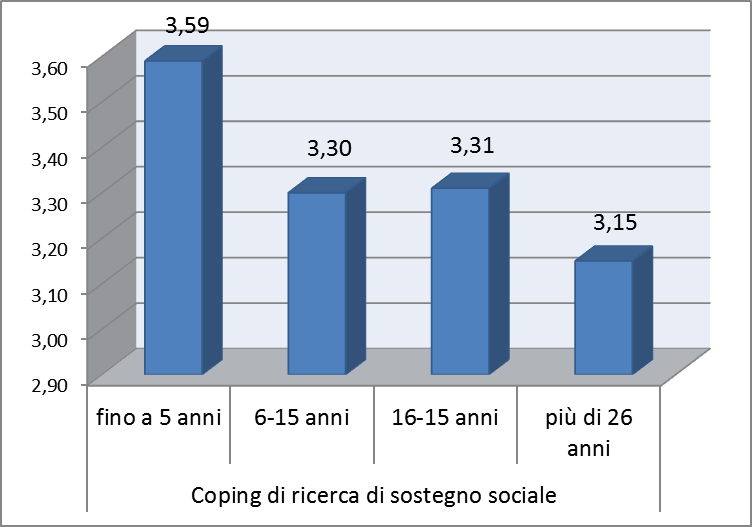 3,59
3,60
3,50
3,40
3,30
3,20
3,10
3,00
2,90
3,30
3,31
3,15
fino a 5 anni
6-15 anni
16-15 anni
più di 26
anni
Coping di ricerca di sostegno sociale